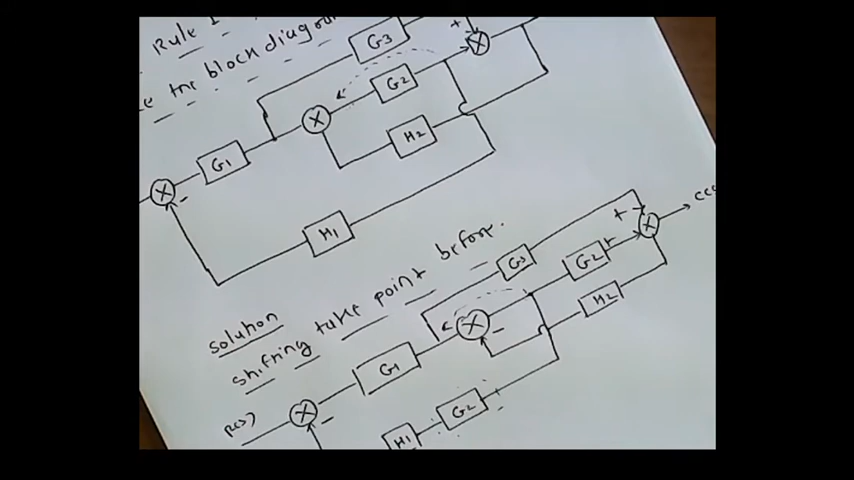 Rule 1
the block diagram
G3
+
G2
G1
H2
-
H1
solution
shifting take point before.
G3
+
G2
+
H2
-
G1
R(s)
-
G2
H1